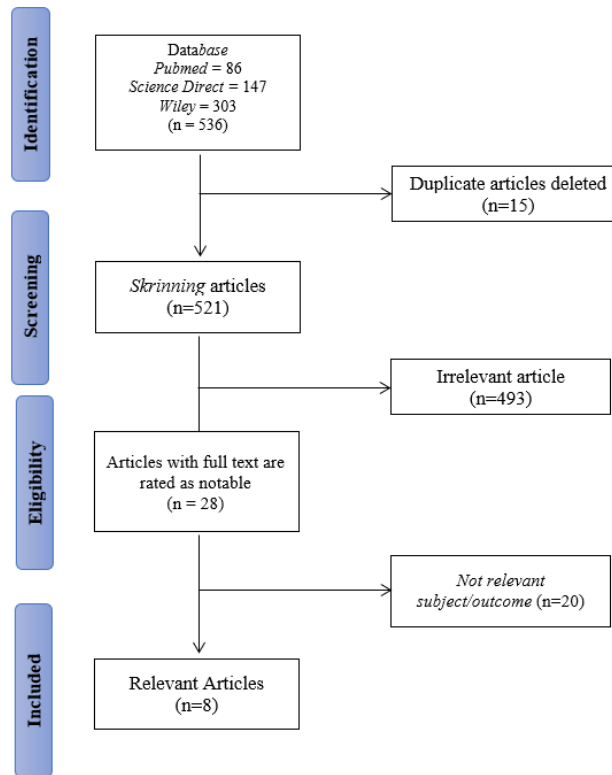 Identification
Database
Pubmed = 86
Science Direct = 147
Wiley = 303
(n = 536)
Duplicate articles deleted
(n=15)
Screening
Skrinning articles
(n=521)
Irrelevant article
(n=493)
Eligibility
Articles with full text are
rated as notable
(n = 28)
Not relevant
subject/outcome (n=20)
Included
Relevant Articles
(n=8)